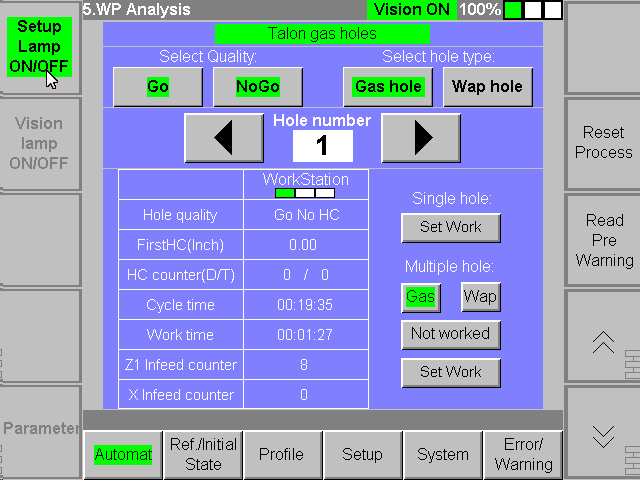 5.WP Analysis
Vision ON 100%
Setup
Lamp
ON/OFF
Vision
lamp
ON/OFF
Parameter
Talon gas holes
Select Quality:
Select hole type:
Go
NoGo
Gas hole
Wap hole
Hole number
1
WorkStation
Hole quality Go No HC
FirstHC(Inch) 0.00
HC counter(D/T) 0 / 0
Cycle time 00:19:35
Work time 00:01:27
Z1 Infeed counter 8
X Infeed counter 0
Single hole:
Set Work
Multiple hole:
Gas
Wap
Not worked
Set Work
Reset
Process
Read
Pre
Warning
Automat
Ref./Initial
State
Profile
Setup
System
Error/
Warning